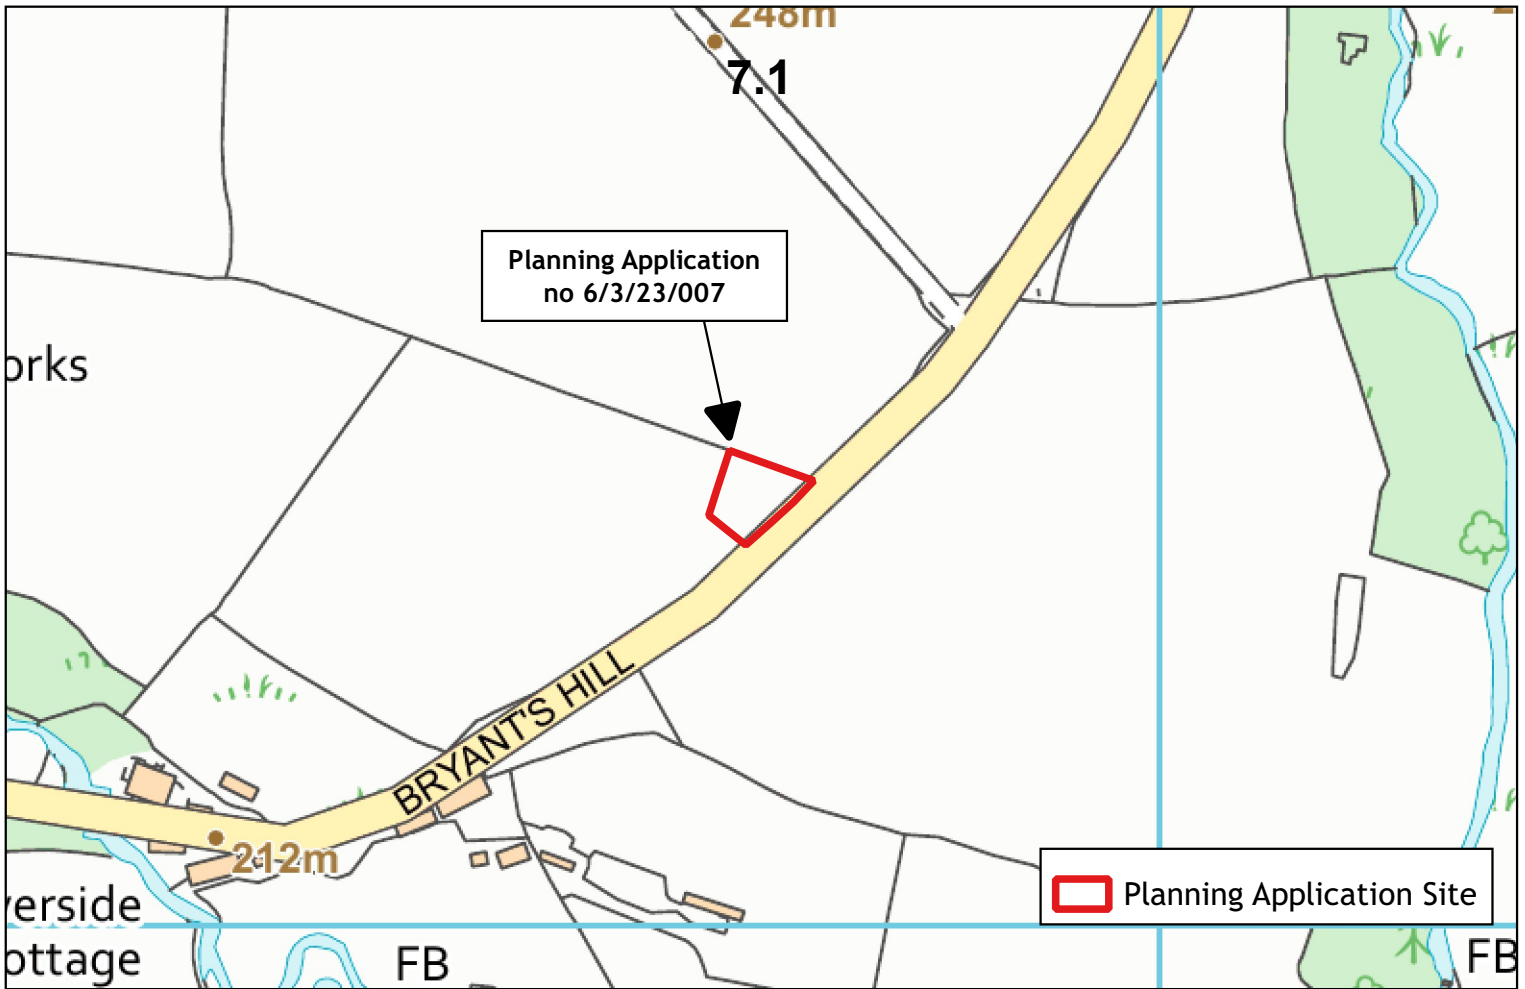 248m
7.1
Planning Application
no 6/3/23/007
orks
BRYANT'S HILL
212m
Planning Application Site
verside
ottage
FB
FB